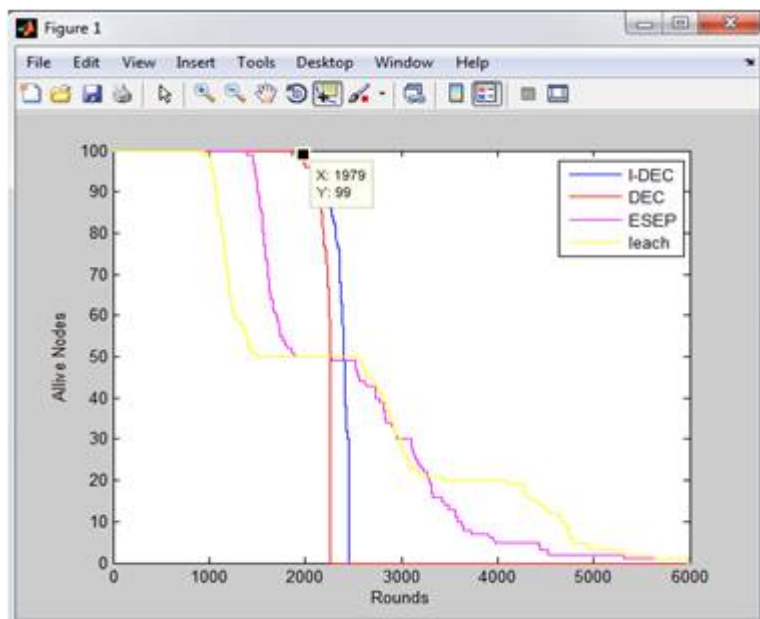 Figure 1
File Edit View Insert Tools Desktop Window Help
100
90
80
70
60
50
40
30
20
10
0
Allive Nodes
X: 1979
Y: 99
I-DEC
DEC
ESEP
leach
0 1000 2000 3000 4000 5000 6000
Rounds